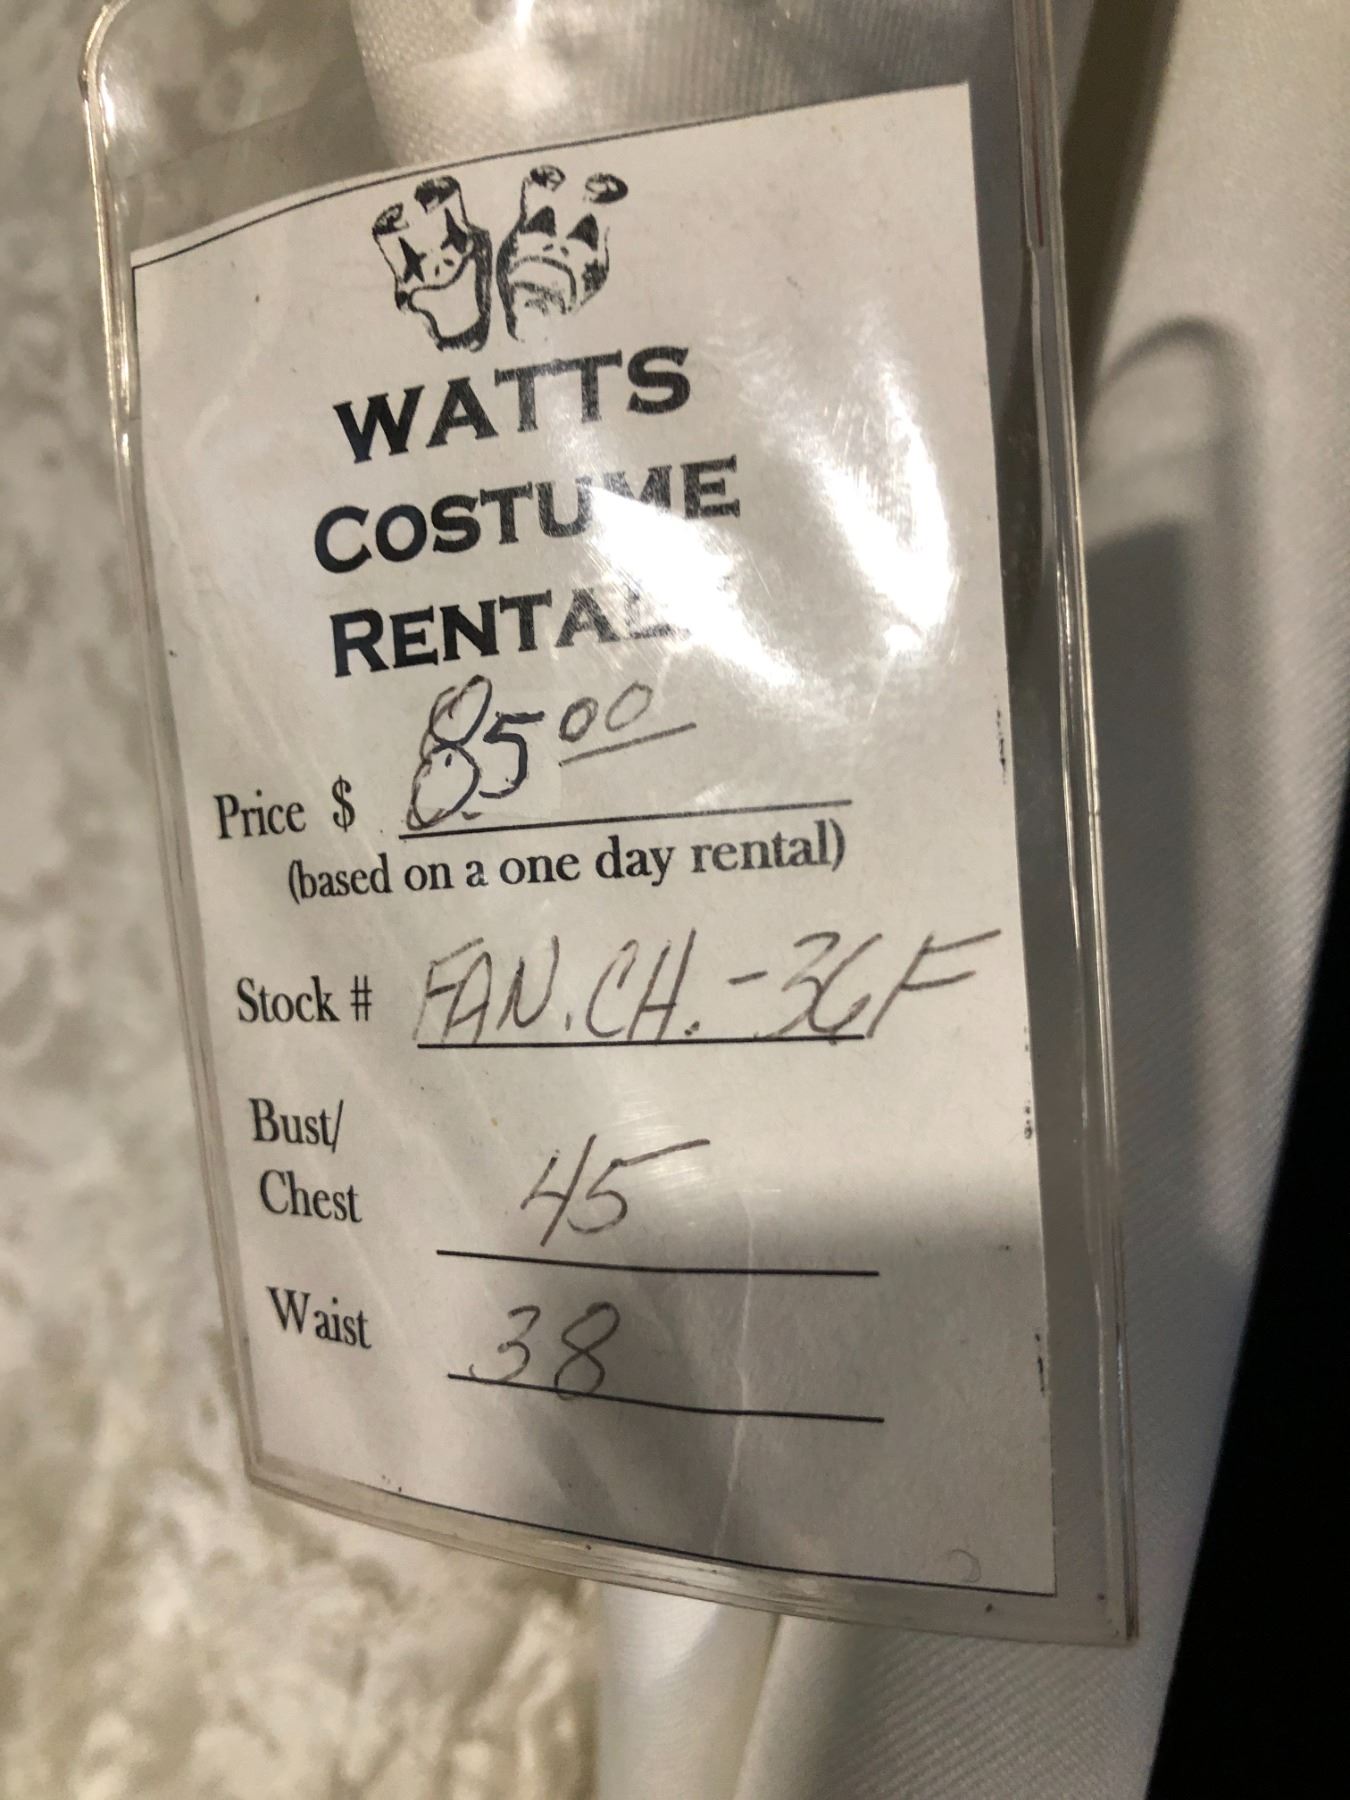 WATTS
COSTUME
RENTAL
Price $ 85.00
(based on a one day rental)
Stock # FAN.CH.-36F
Bust/
Chest 45
Waist 38